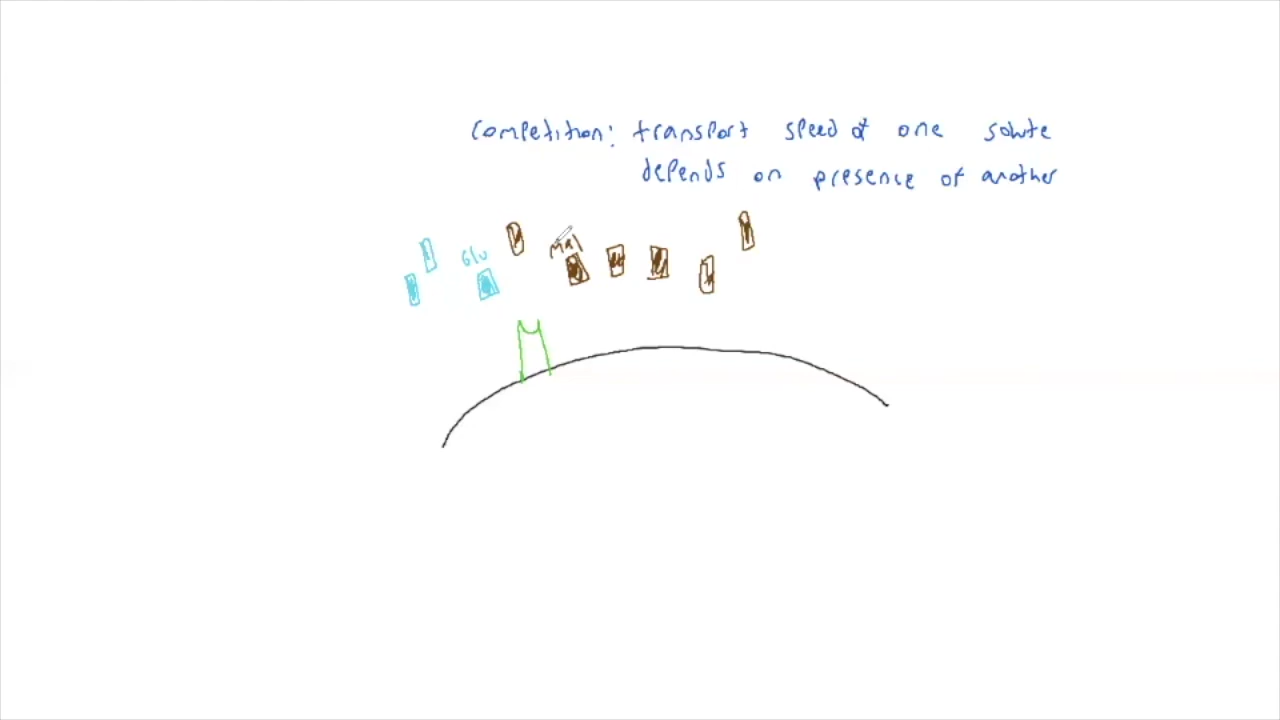 competition: transport speed of one solute
depends on presence of another
Glu
Mal